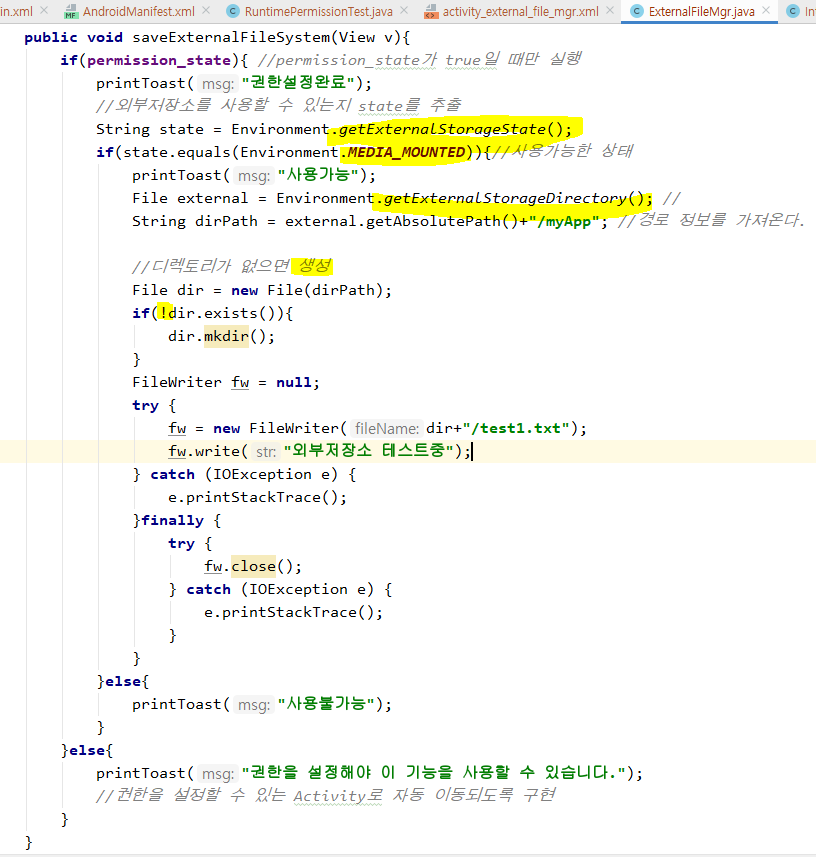 in.xml AndroidManifest.xml RuntimePermissionTest.java activity_external_file_mgr.xml ExternalFileMgr.java
public void saveExternalFileSystem(View v){
if(permission_state){ //permission_state가 true일 때만 실행
printToast( msg: "권한설정완료");
//외부저장소를 사용할 수 있는지 state를 추출
String state = Environment.getExternalStorageState();
if(state.equals(Environment.MEDIA_MOUNTED)){//사용가능한 상태
printToast( msg: "사용가능");
File external = Environment.getExternalStorageDirectory(); //
String dirPath = external.getAbsolutePath()+"/myApp"; //경로 정보를 가져온다.
//디렉토리가 없으면 생성
File dir = new File(dirPath);
if(!dir.exists()){
dir.mkdir();
}
FileWriter fw = null;
try {
fw = new FileWriter( fileName: dir+"/test1.txt");
fw.write( str: "외부저장소 테스트중");
} catch (IOException e) {
e.printStackTrace();
}finally {
try {
fw.close();
} catch (IOException e) {
e.printStackTrace();
}
}
}else{
printToast( msg: "사용불가능");
}
}else{
printToast( msg: "권한을 설정해야 이 기능을 사용할 수 있습니다.");
//권한을 설정할 수 있는 Activity로 자동 이동되도록 구현
}
}